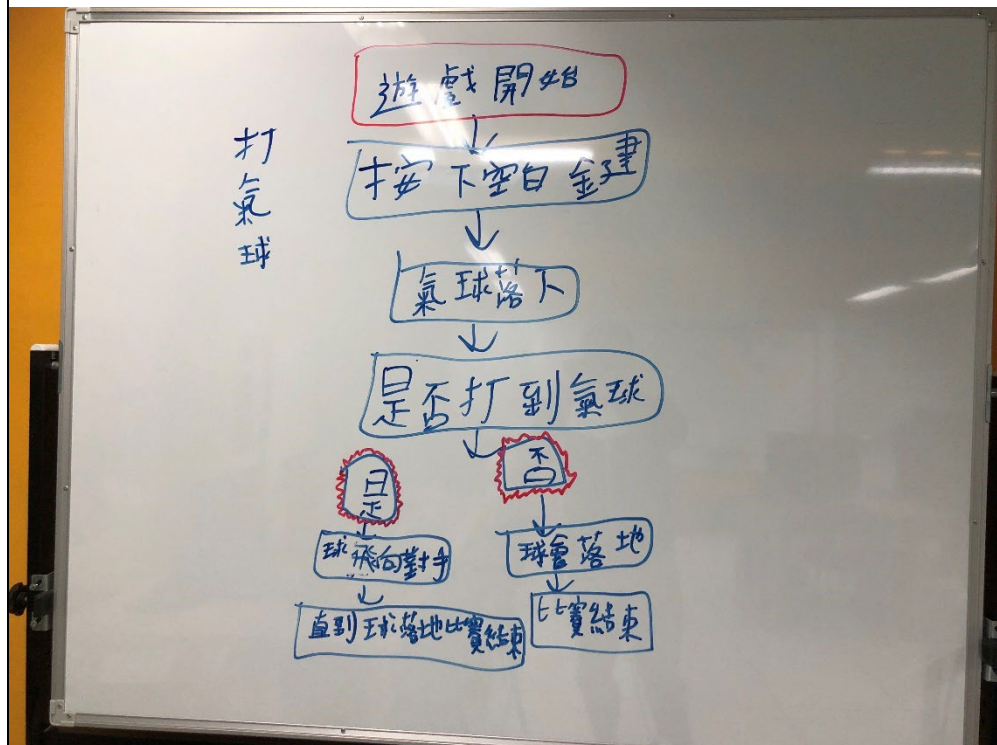 打氣球
遊戲開始
按下空白鍵
氣球落下
是否打到氣球
是
否
球飛向對手
球會落地
直到球落地比賽結束
比賽結束